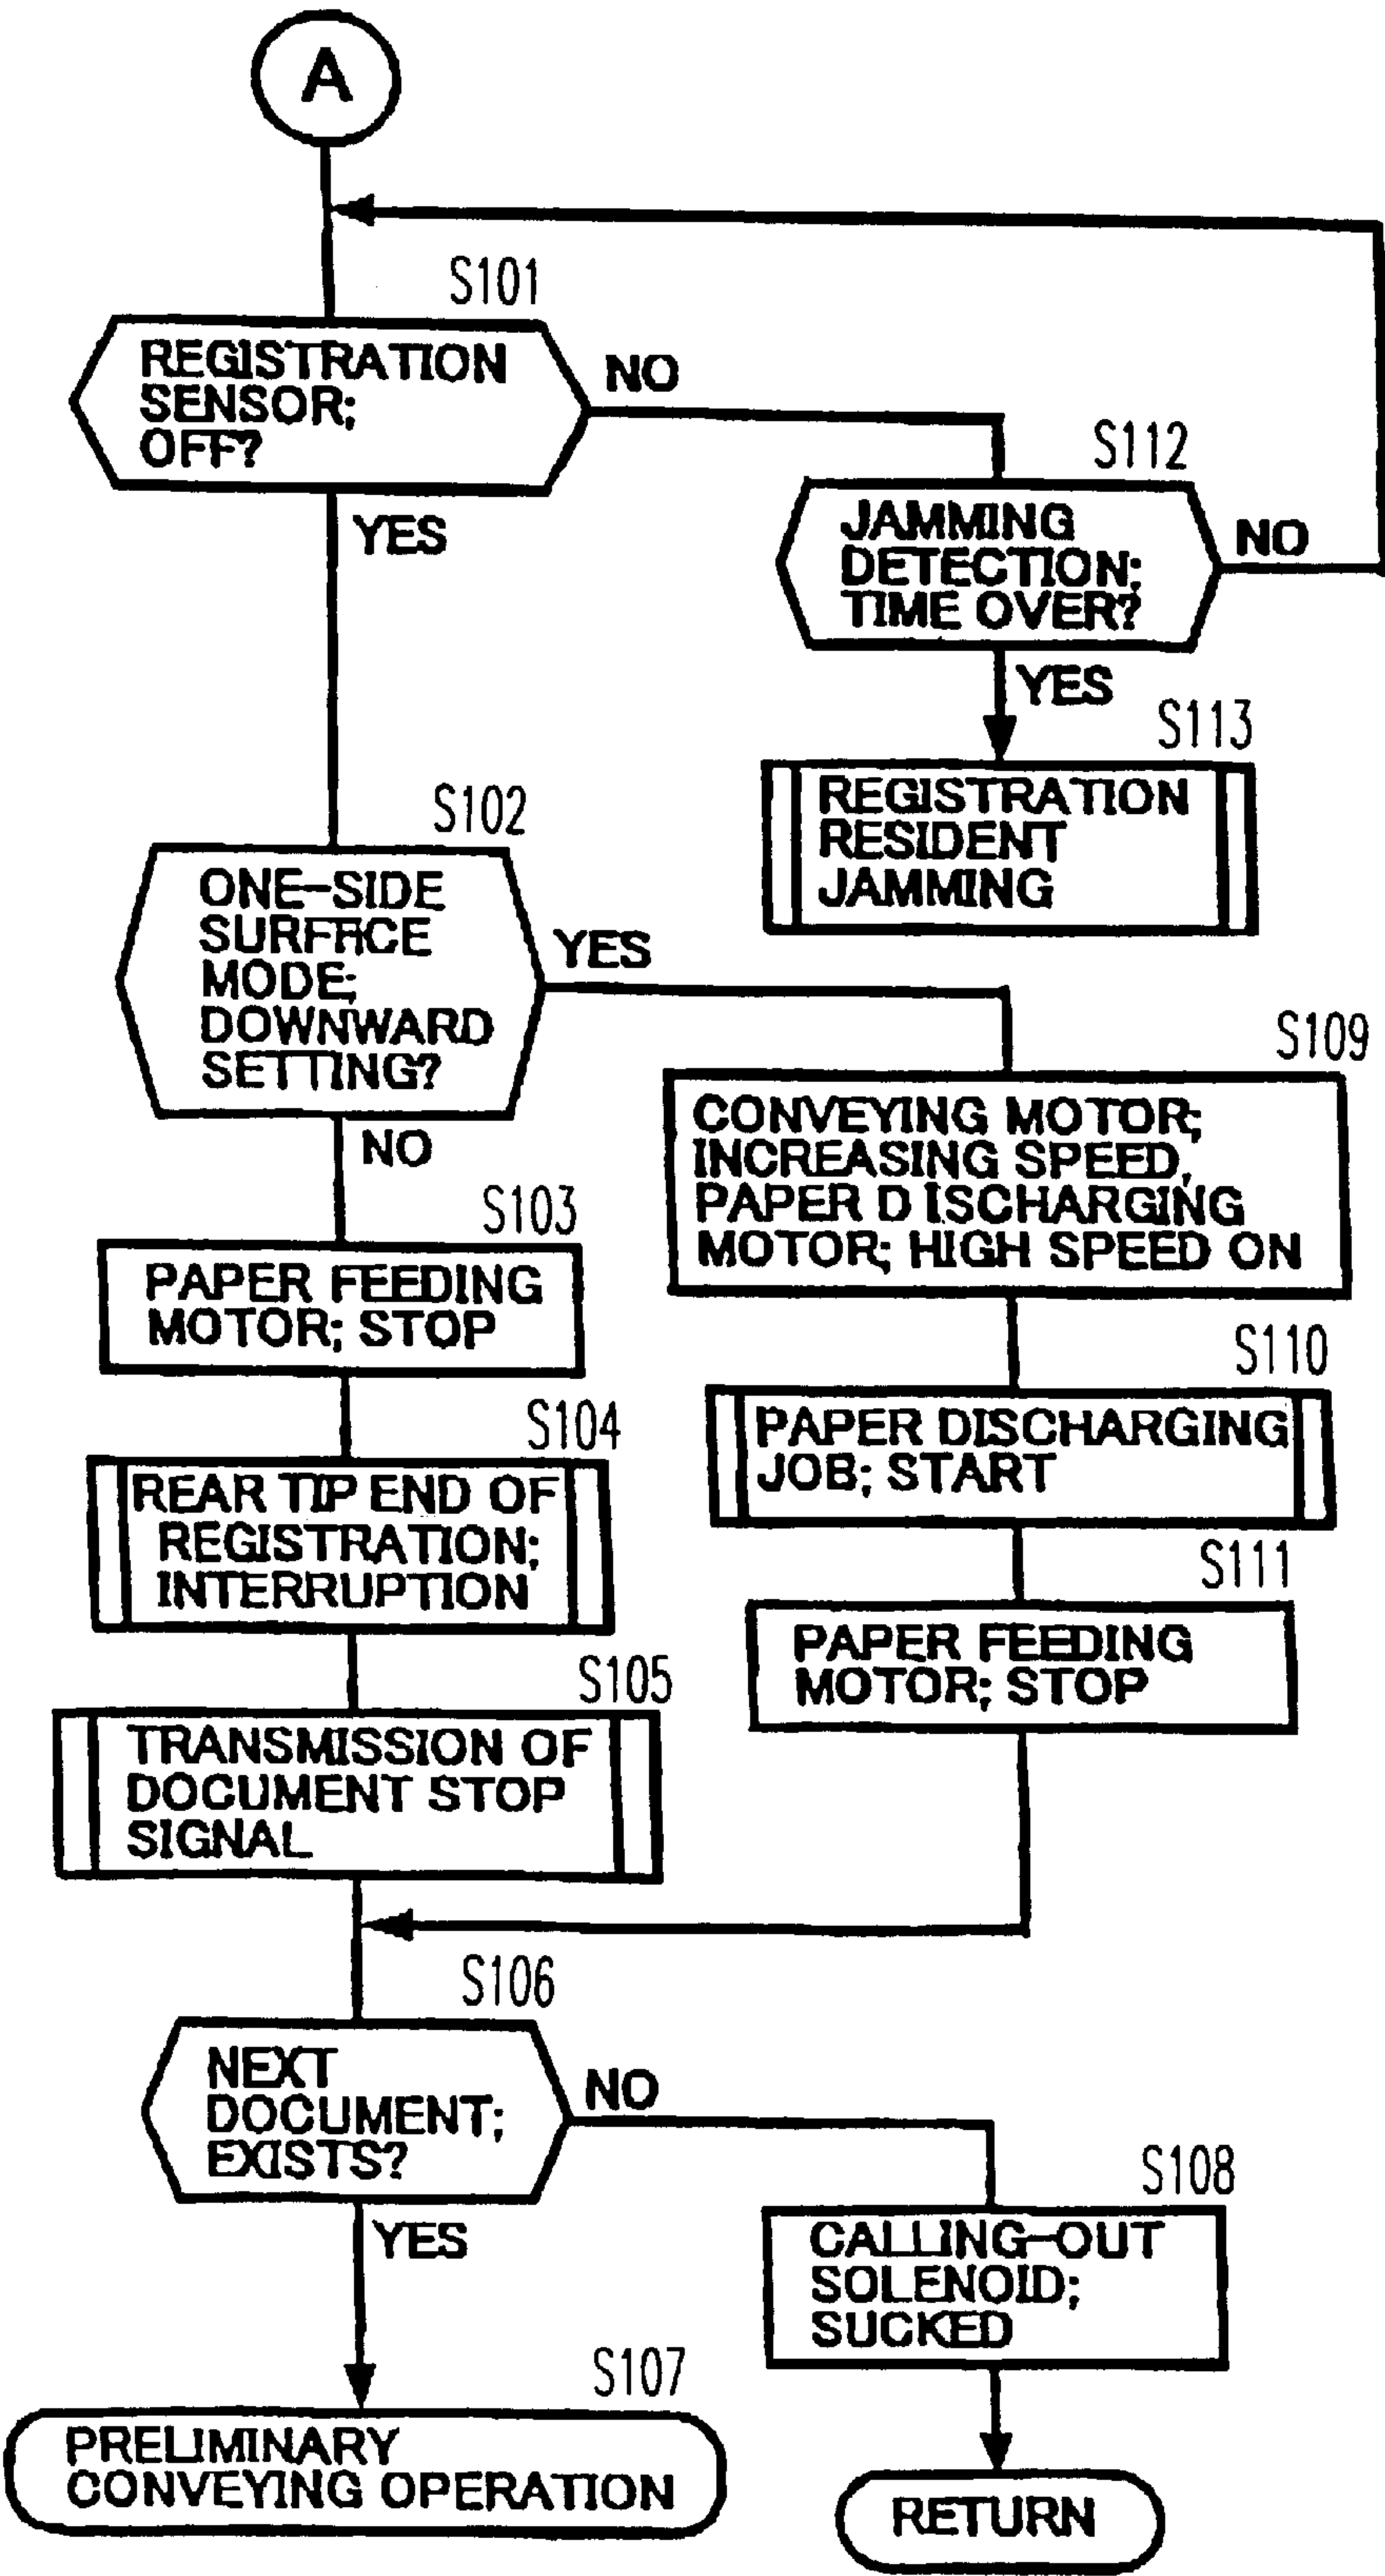 A
S101
REGISTRATION
SENSOR;
OFF?
NO
YES
S112
JAMMING
DETECTION;
TIME OVER?
NO
YES
S113
REGISTRATION
RESIDENT
JAMMING
S102
ONE-SIDE
SURFACE
MODE;
DOWNWARD
SETTING?
YES
NO
S109
CONVEYING MOTOR;
INCREASING SPEED,
PAPER DISCHARGING
MOTOR; HIGH SPEED ON
S103
PAPER FEEDING
MOTOR; STOP
S110
PAPER DISCHARGING
JOB; START
S104
REAR TIP END OF
REGISTRATION;
INTERRUPTION
S111
PAPER FEEDING
MOTOR; STOP
S105
TRANSMISSION OF
DOCUMENT STOP
SIGNAL
S106
NEXT
DOCUMENT;
EXISTS?
NO
YES
S108
CALLING-OUT
SOLENOID;
SUCKED
S107
PRELIMINARY
CONVEYING OPERATION
RETURN